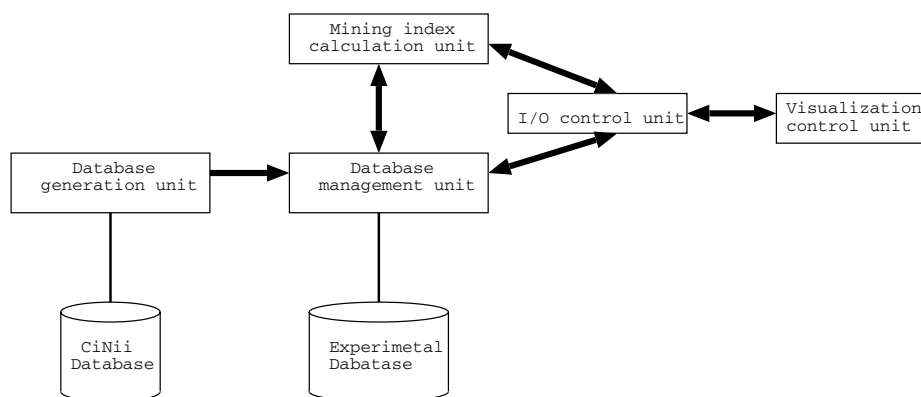 Mining index
calculation unit
I/O control unit
Visualization
control unit
Database
generation unit
Database
management unit
CiNii
Database
Experimetal
Dabatase